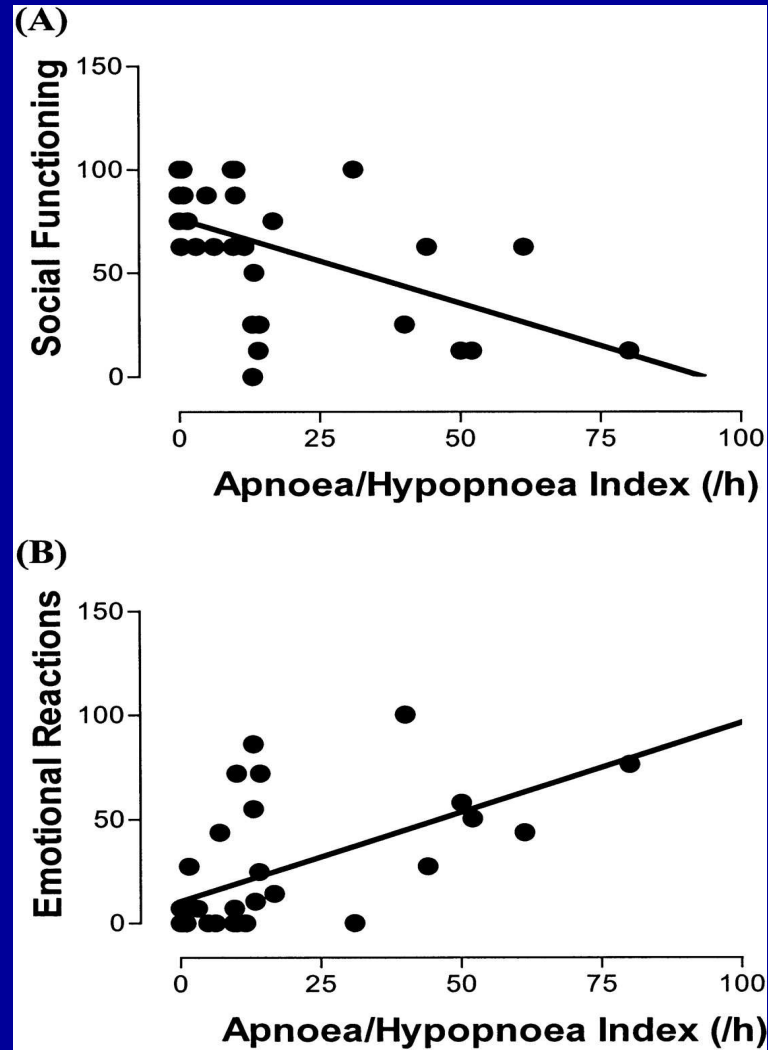 (A)
Social Functioning
150
100
50
0
0 25 50 75 100
Apnoea/Hypopnoea Index (/h)
(B)
Emotional Reactions
150
100
50
0
0 25 50 75 100
Apnoea/Hypopnoea Index (/h)